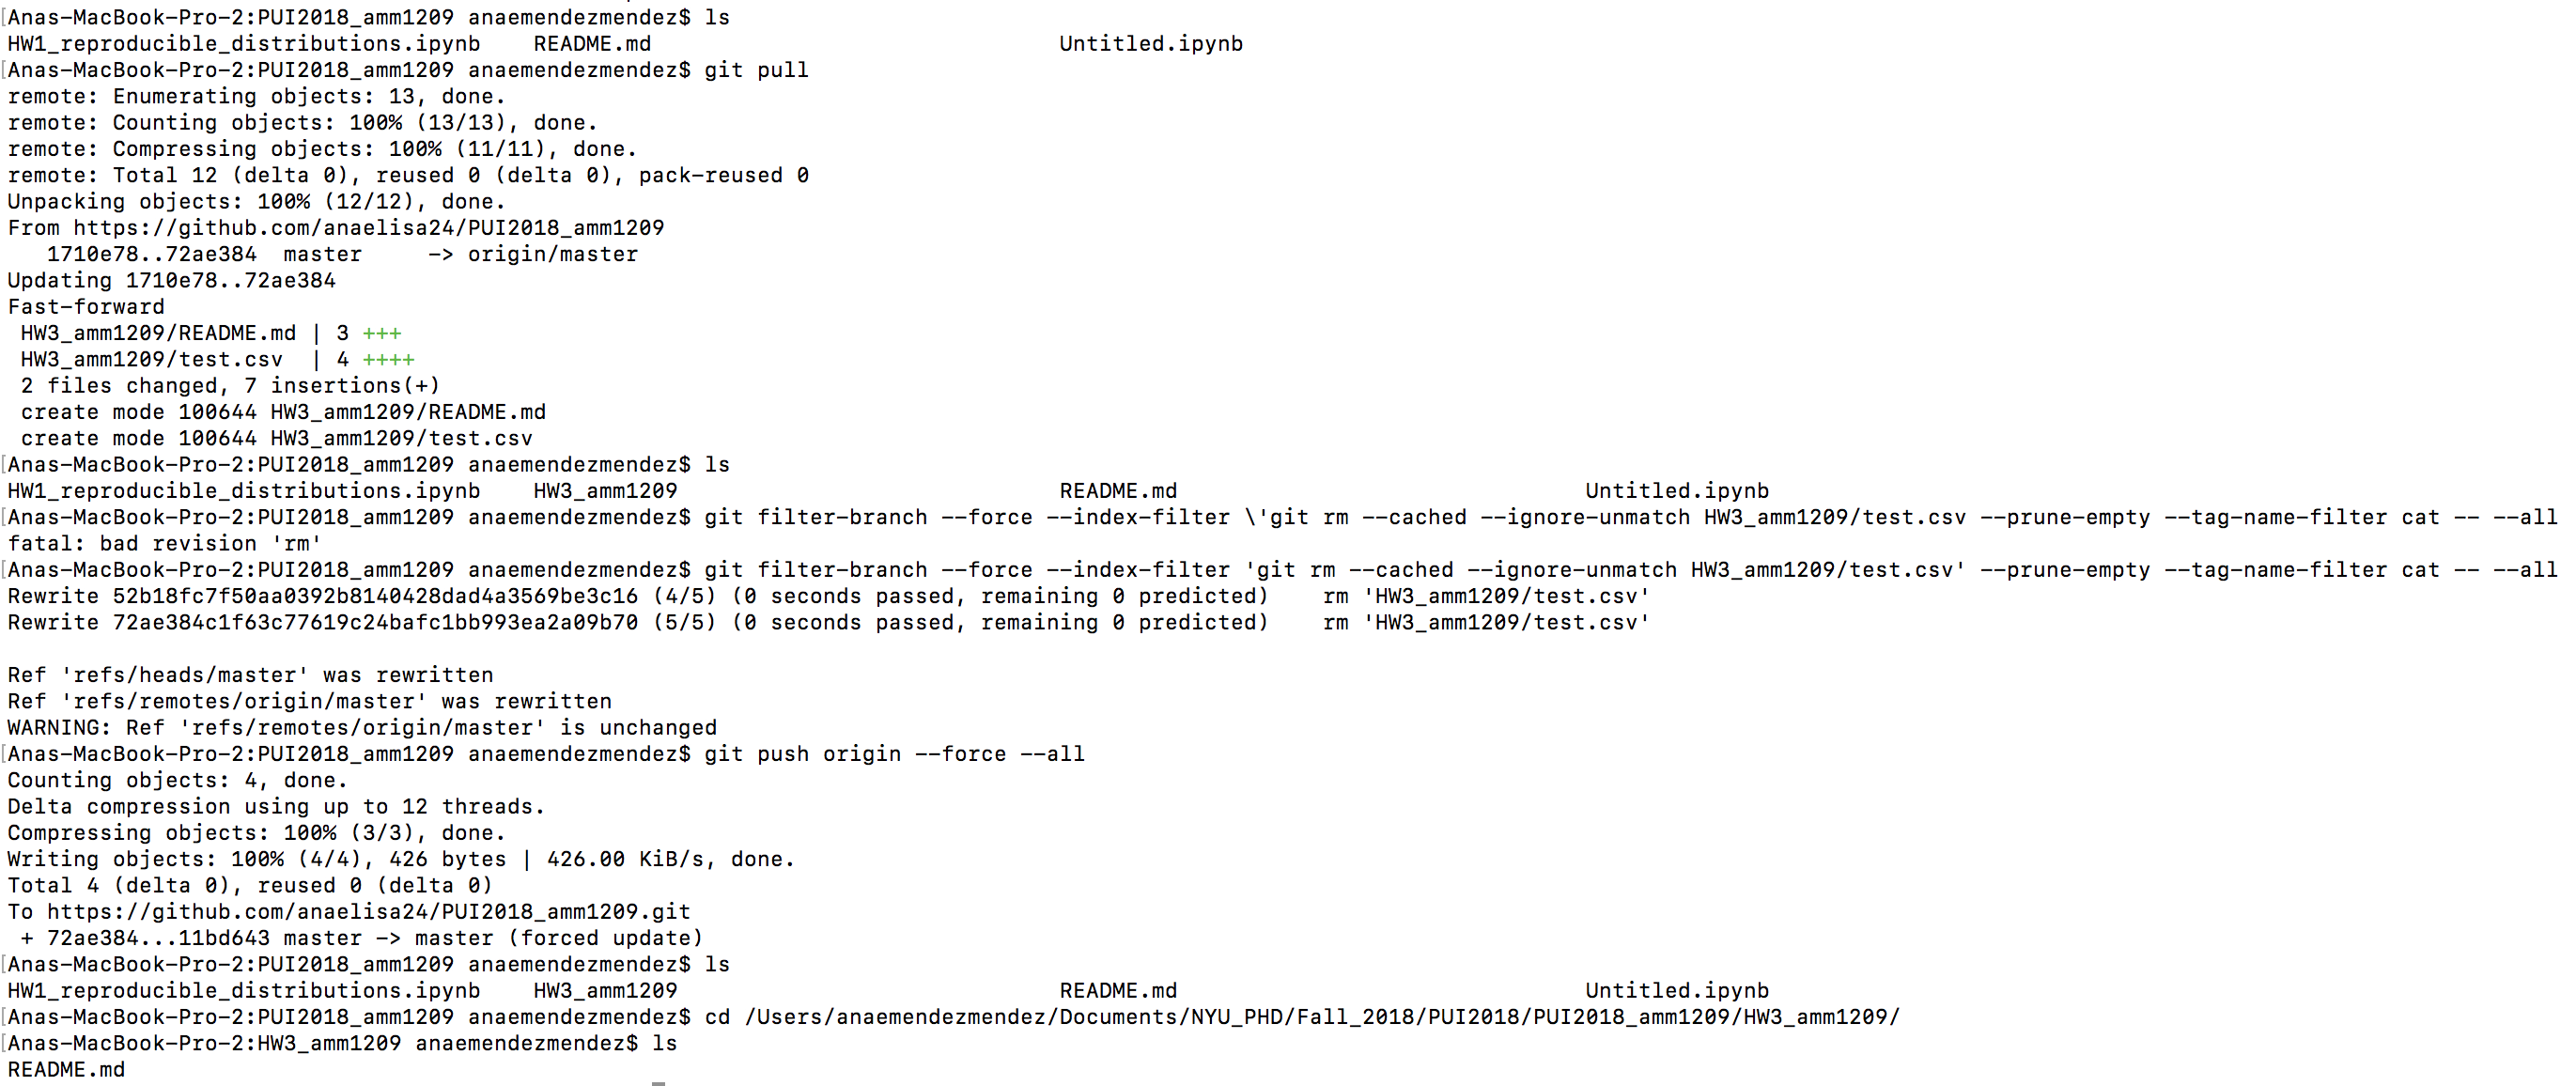 [Anas-MacBook-Pro-2:PUI2018_amm1209 anaemendezmendez$ ls
HW1_reproducible_distributions.ipynb    README.md                               Untitled.ipynb
[Anas-MacBook-Pro-2:PUI2018_amm1209 anaemendezmendez$ git pull
remote: Enumerating objects: 13, done.
remote: Counting objects: 100% (13/13), done.
remote: Compressing objects: 100% (11/11), done.
remote: Total 12 (delta 0), reused 0 (delta 0), pack-reused 0
Unpacking objects: 100% (12/12), done.
From https://github.com/anaelisa24/PUI2018_amm1209
   1710e78..72ae384  master     -> origin/master
Updating 1710e78..72ae384
Fast-forward
 HW3_amm1209/README.md | 3 +++
 HW3_amm1209/test.csv  | 4 ++++
 2 files changed, 7 insertions(+)
 create mode 100644 HW3_amm1209/README.md
 create mode 100644 HW3_amm1209/test.csv
[Anas-MacBook-Pro-2:PUI2018_amm1209 anaemendezmendez$ ls
HW1_reproducible_distributions.ipynb    HW3_amm1209                             README.md                               Untitled.ipynb
[Anas-MacBook-Pro-2:PUI2018_amm1209 anaemendezmendez$ git filter-branch --force --index-filter \'git rm --cached --ignore-unmatch HW3_amm1209/test.csv --prune-empty --tag-name-filter cat -- --all
fatal: bad revision 'rm'
[Anas-MacBook-Pro-2:PUI2018_amm1209 anaemendezmendez$ git filter-branch --force --index-filter 'git rm --cached --ignore-unmatch HW3_amm1209/test.csv' --prune-empty --tag-name-filter cat -- --all
Rewrite 52b18fc7f50aa0392b8140428dad4a3569be3c16 (4/5) (0 seconds passed, remaining 0 predicted)    rm 'HW3_amm1209/test.csv'
Rewrite 72ae384c1f63c77619c24bafc1bb993ea2a09b70 (5/5) (0 seconds passed, remaining 0 predicted)    rm 'HW3_amm1209/test.csv'
Ref 'refs/heads/master' was rewritten
Ref 'refs/remotes/origin/master' was rewritten
WARNING: Ref 'refs/remotes/origin/master' is unchanged
[Anas-MacBook-Pro-2:PUI2018_amm1209 anaemendezmendez$ git push origin --force --all
Counting objects: 4, done.
Delta compression using up to 12 threads.
Compressing objects: 100% (3/3), done.
Writing objects: 100% (4/4), 426 bytes | 426.00 KiB/s, done.
Total 4 (delta 0), reused 0 (delta 0)
To https://github.com/anaelisa24/PUI2018_amm1209.git
 + 72ae384...11bd643 master -> master (forced update)
[Anas-MacBook-Pro-2:PUI2018_amm1209 anaemendezmendez$ ls
HW1_reproducible_distributions.ipynb    HW3_amm1209                             README.md                               Untitled.ipynb
[Anas-MacBook-Pro-2:PUI2018_amm1209 anaemendezmendez$ cd /Users/anaemendezmendez/Documents/NYU_PHD/Fall_2018/PUI2018/PUI2018_amm1209/HW3_amm1209/
[Anas-MacBook-Pro-2:HW3_amm1209 anaemendezmendez$ ls
README.md